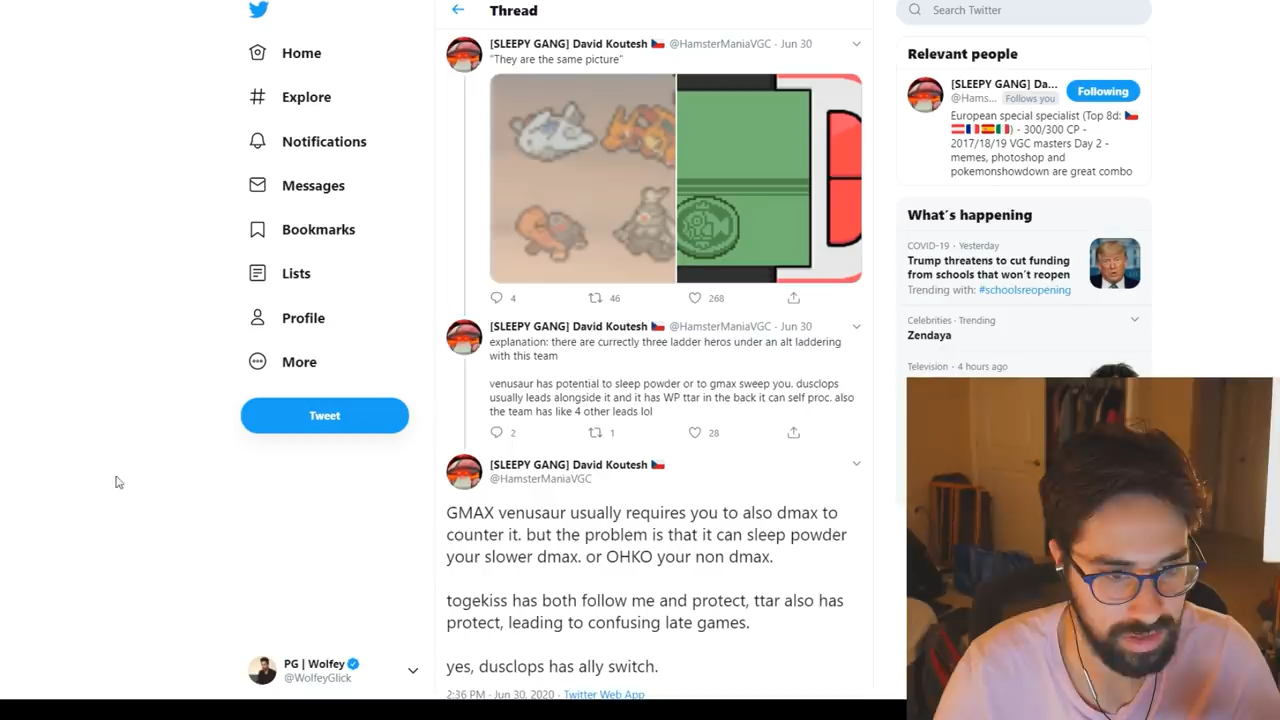 Thread
Search Twitter
Home
Explore
Notifications
Messages
Bookmarks
Lists
Profile
More
Tweet
PG | Wolfey
@WolfeyGlick
[SLEEPY GANG] David Koutesh 🇨🇿 @HamsterManiaVGC · Jun 30
"They are the same picture"
4 46 268
[SLEEPY GANG] David Koutesh 🇨🇿 @HamsterManiaVGC · Jun 30
explanation: there are currectly three ladder heros under an alt laddering
with this team
venusaur has potential to sleep powder or to gmax sweep you. dusclops
usually leads alongside it and it has WP ttar in the back it can self proc. also
the team has like 4 other leads lol
2 1 28
[SLEEPY GANG] David Koutesh 🇨🇿
@HamsterManiaVGC
GMAX venusaur usually requires you to also dmax to
counter it. but the problem is that it can sleep powder
your slower dmax. or OHKO your non dmax.
togekiss has both follow me and protect, ttar also has
protect, leading to confusing late games.
yes, dusclops has ally switch.
2:36 PM · Jun 30, 2020 · Twitter Web App
Relevant people
[SLEEPY GANG] Da...
@Hams... Follows you
Following
European special specialist (Top 8d: 🇨🇿
🇦🇹🇫🇷🇪🇸🇮🇹) - 300/300 CP -
2017/18/19 VGC masters Day 2 -
memes, photoshop and
pokemonshowdown are great combo
What's happening
COVID-19 · Yesterday
Trump threatens to cut funding
from schools that won't reopen
Trending with: #schoolsreopening
Celebrities · Trending
Zendaya
Television · 4 hours ago